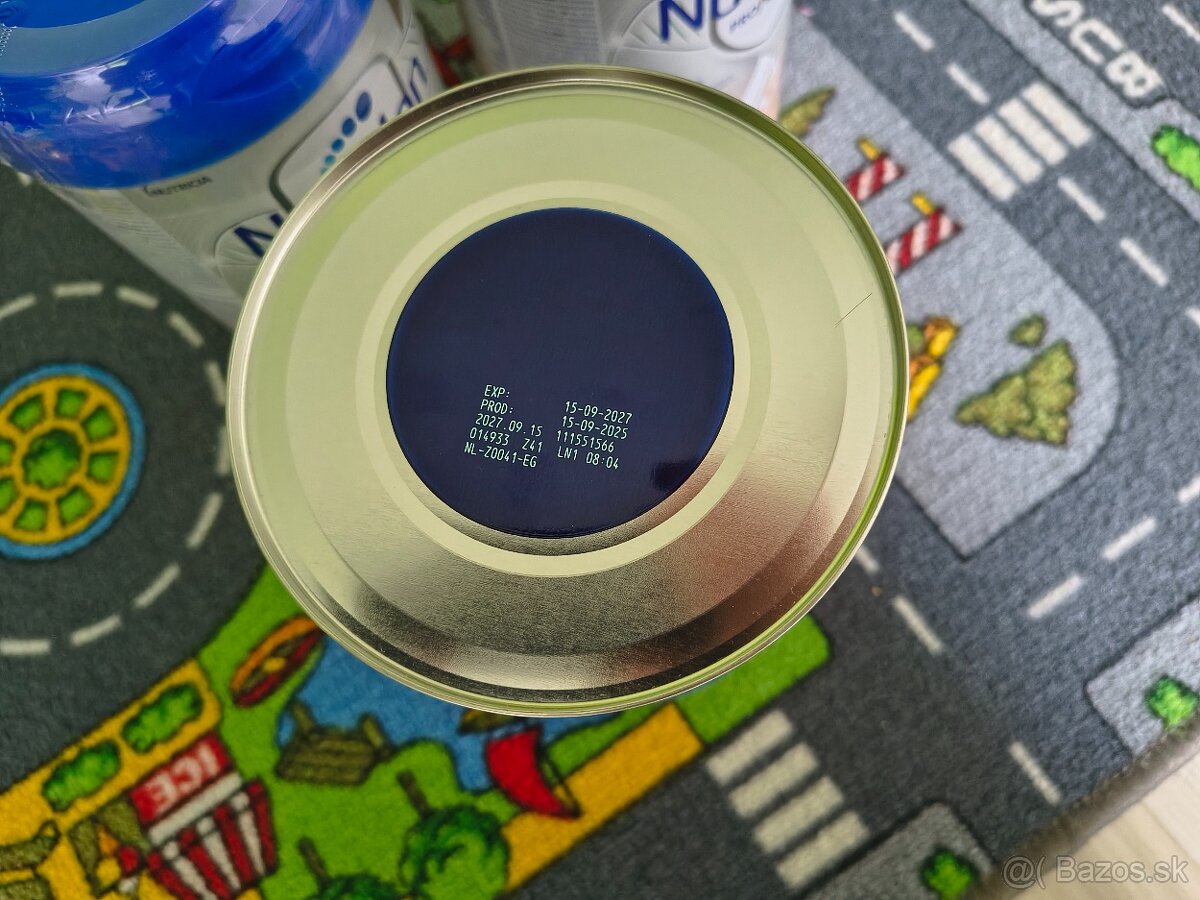 NUTRICIA
EXP: 15-09-2027
PROD: 15-09-2025
2027.09.15 111551566
014933 Z41 LN1 08:04
NL-Z0041-EG
ICE
@( Bazos.sk